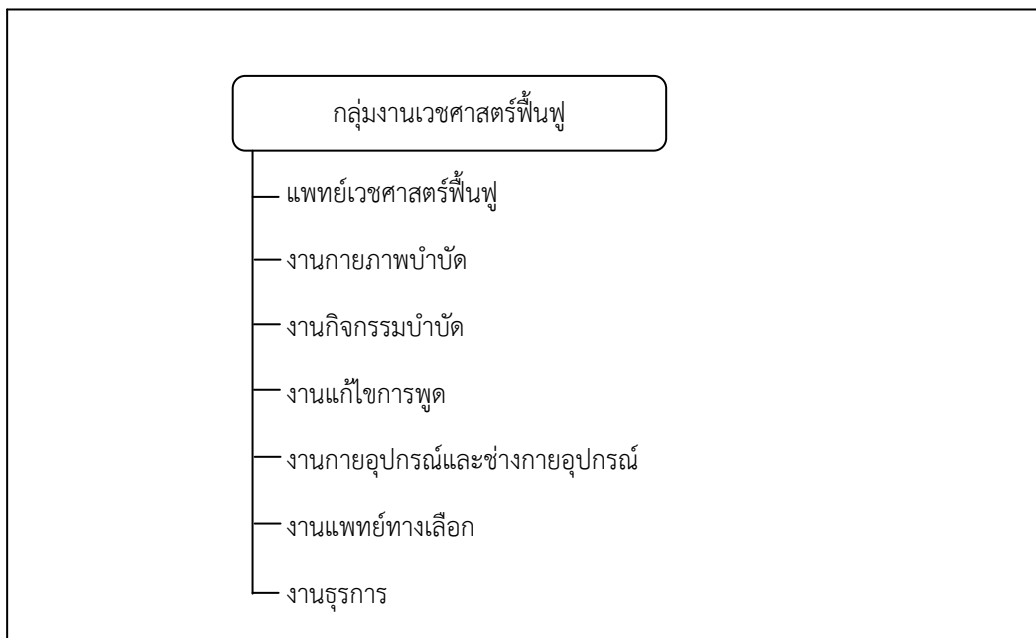 กลุ่มงานเวชศาสตร์ฟื้นฟู
แพทย์เวชศาสตร์ฟื้นฟู
งานกายภาพบำบัด
งานกิจกรรมบำบัด
งานแก้ไขการพูด
งานกายอุปกรณ์และช่างกายอุปกรณ์
งานแพทย์ทางเลือก
งานธุรการ